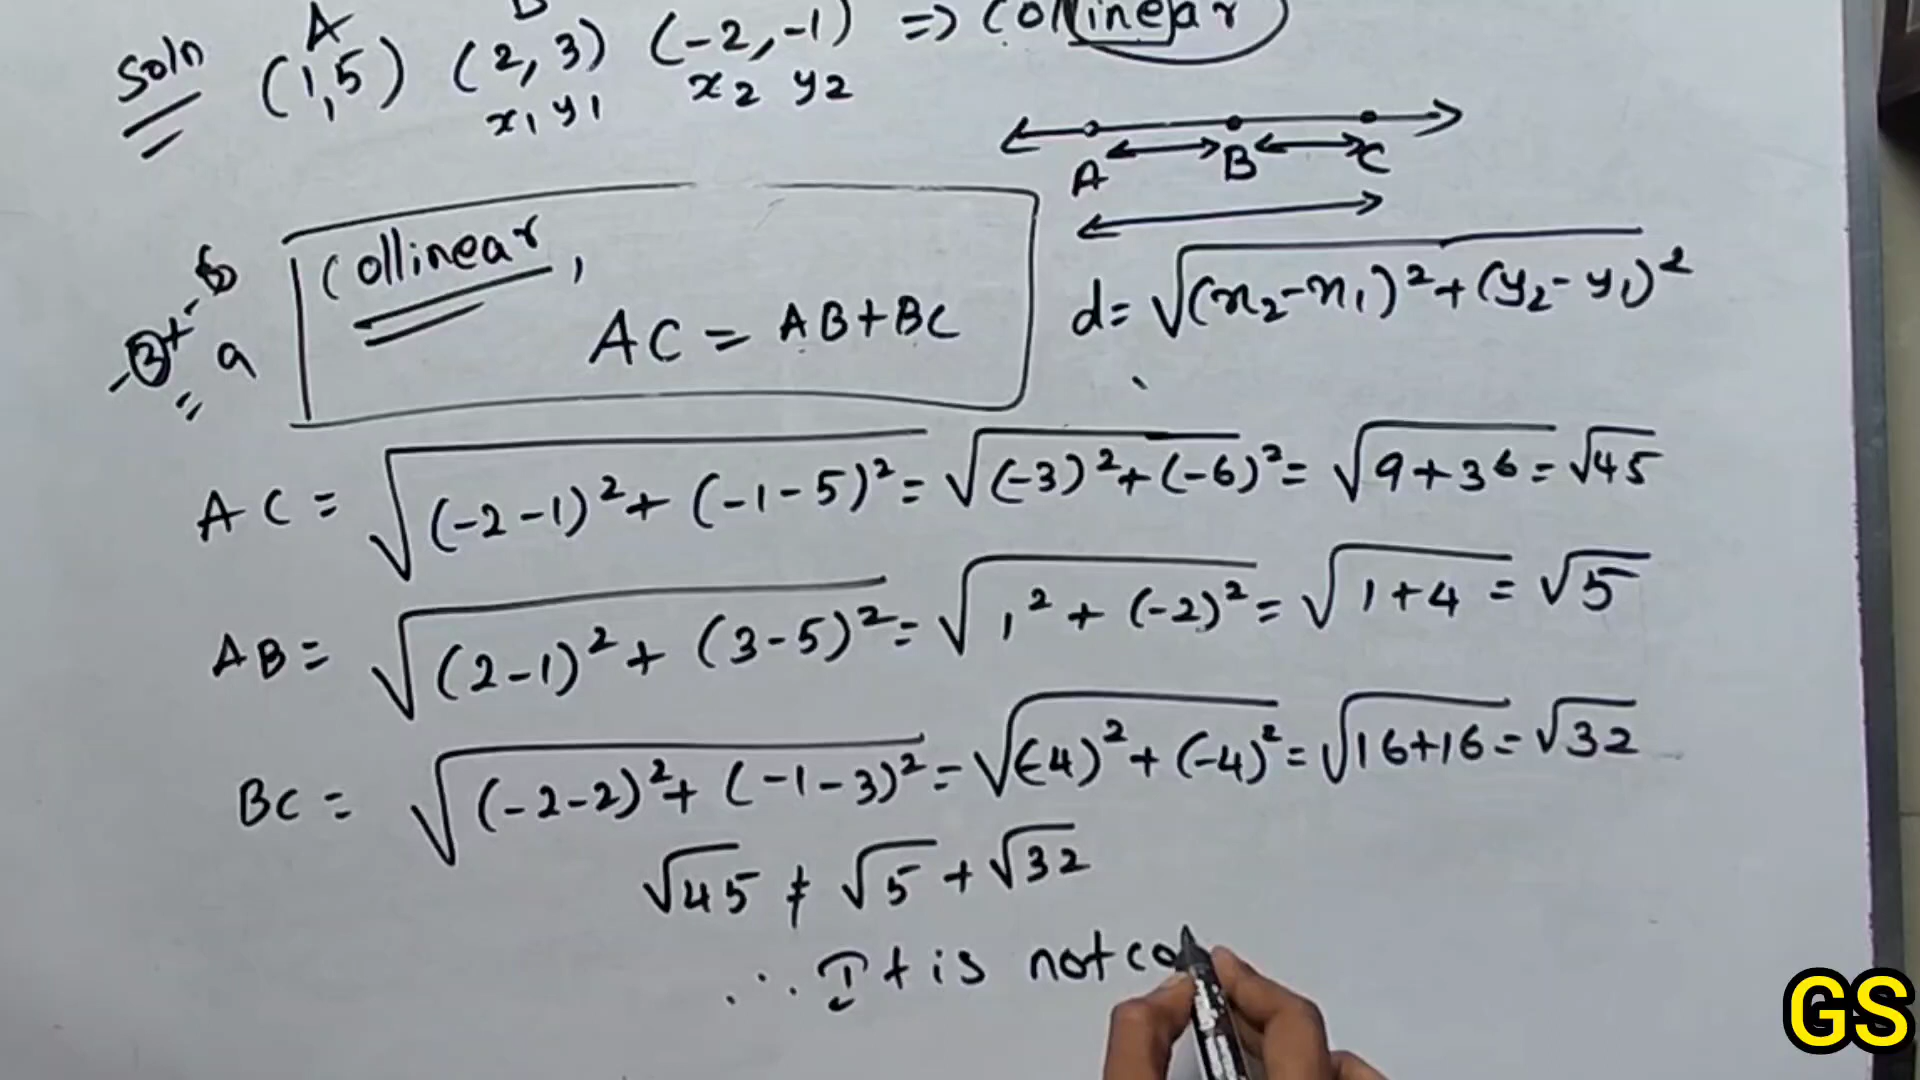 A
Soln (1,5) (2,3) (-2,-1) => Collinear
x1 y1 x2 y2
A B C
Collinear,
AC = AB+BC
a
d=√(x2-x1)²+(y2-y1)²
AC = √(-2-1)²+(-1-5)² = √(-3)²+(-6)² = √9+36 = √45
AB = √(2-1)²+(3-5)² = √1²+(-2)² = √1+4 = √5
BC = √(-2-2)²+(-1-3)² = √(-4)²+(-4)² = √16+16 = √32
√45 ≠ √5+√32
∴ It is not co
GS